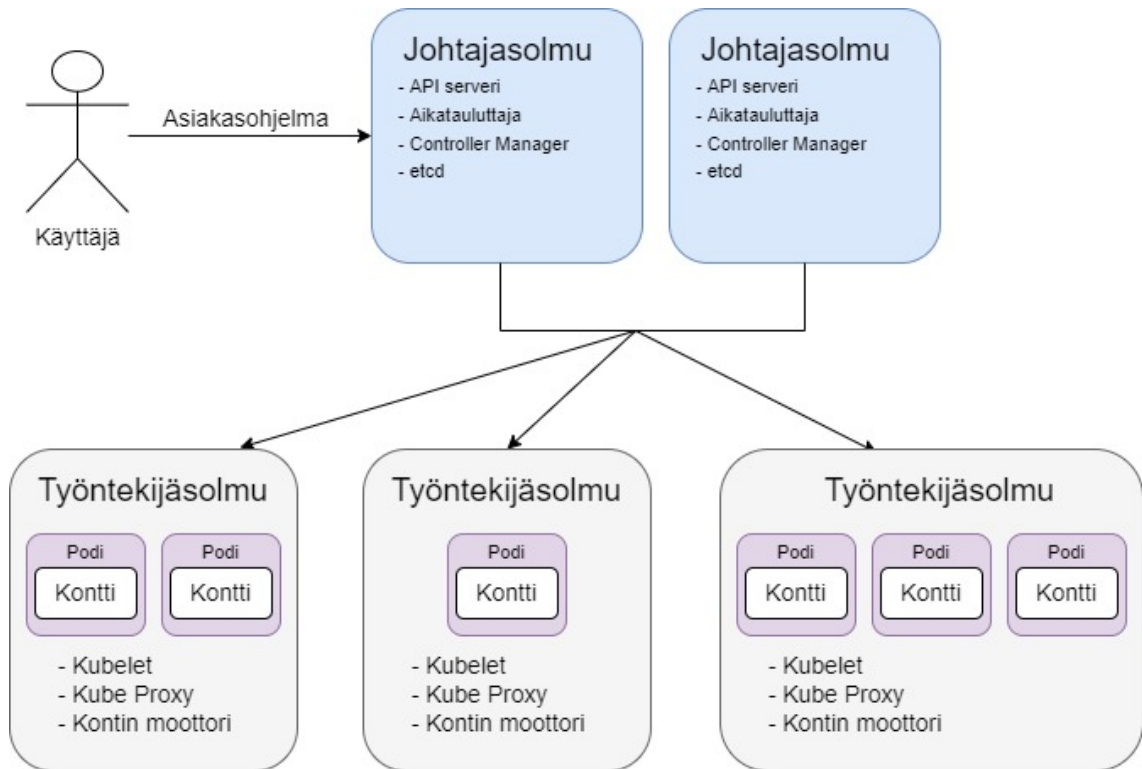 Käyttäjä
Asiakasohjelma
Johtajasolmu
- API serveri
- Aikatauluttaja
- Controller Manager
- etcd
Johtajasolmu
- API serveri
- Aikatauluttaja
- Controller Manager
- etcd
Työntekijäsolmu
Podi
Kontti
Podi
Kontti
- Kubelet
- Kube Proxy
- Kontin moottori
Työntekijäsolmu
Podi
Kontti
- Kubelet
- Kube Proxy
- Kontin moottori
Työntekijäsolmu
Podi
Kontti
Podi
Kontti
Podi
Kontti
- Kubelet
- Kube Proxy
- Kontin moottori